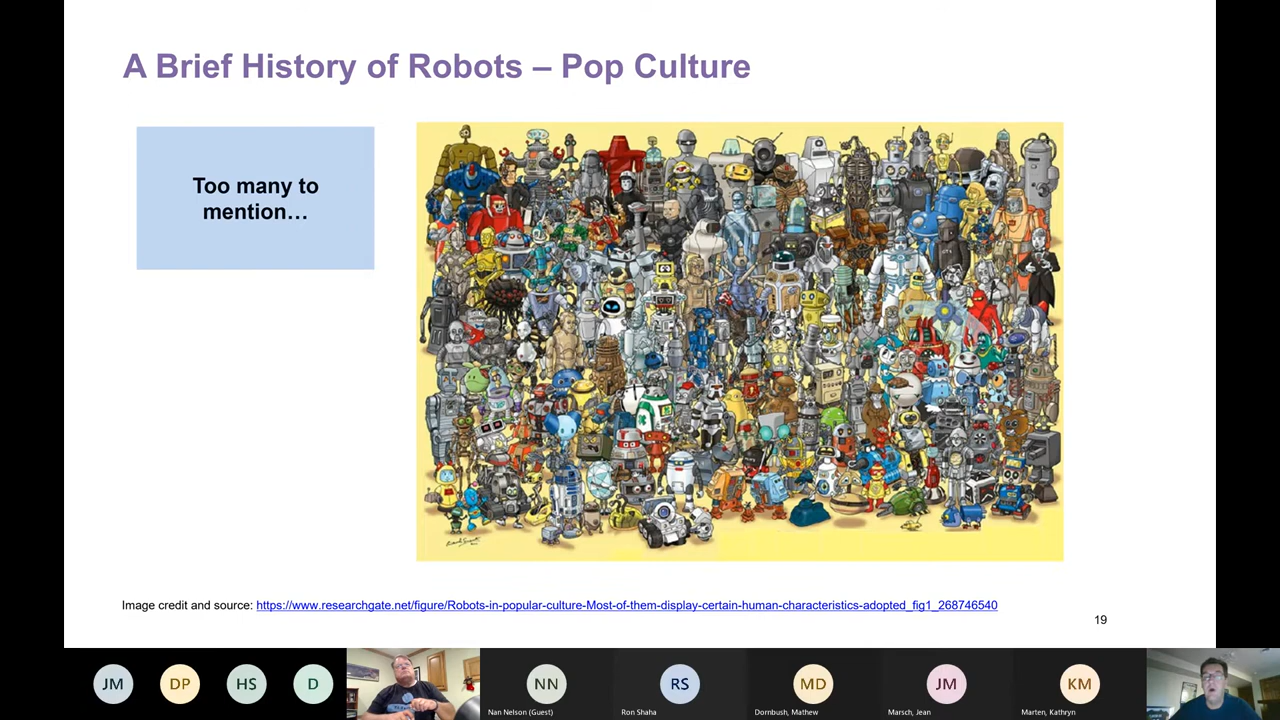 A Brief History of Robots – Pop Culture
Too many to
mention…
Image credit and source: https://www.researchgate.net/figure/Robots-in-popular-culture-Most-of-them-display-certain-human-characteristics-adopted_fig1_268746540
19
JM
DP
HS
D
NN
RS
MD
JM
KM
Nan Nelson (Guest)
Ron Shaha
Dornbush, Mathew
Marsch, Jean
Marten, Kathryn